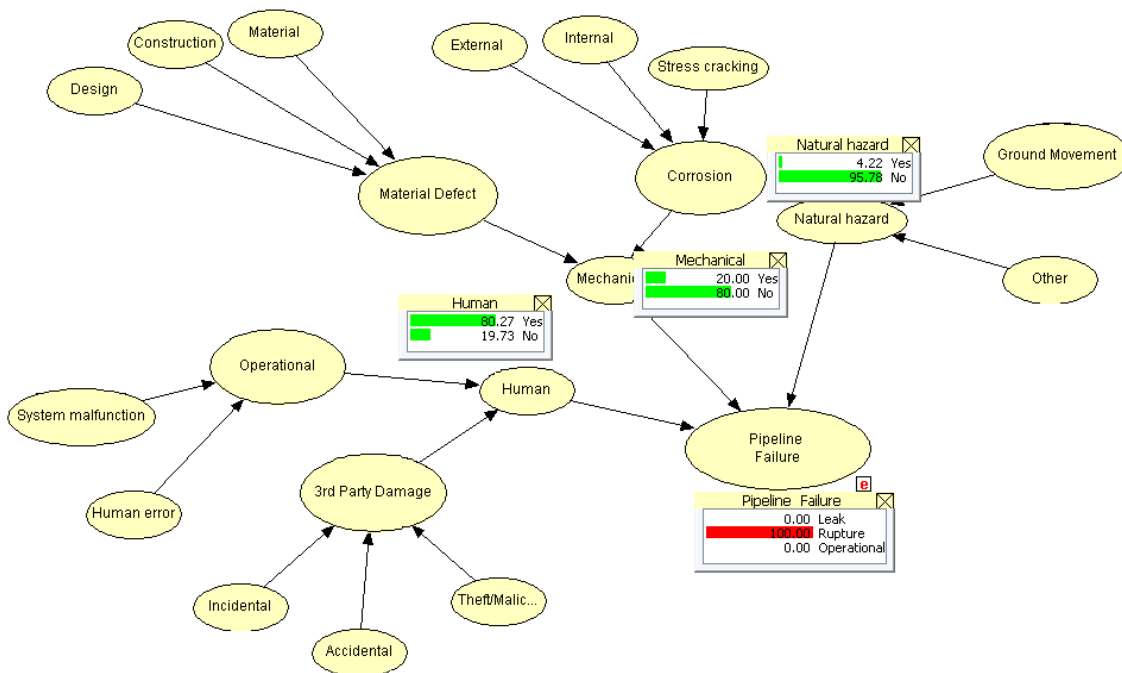 Material
Construction
Design
Internal
External
Stress cracking
Natural hazard
4.22 Yes
95.78 No
Ground Movement
Corrosion
Material Defect
Natural hazard
Mechanical
20.00 Yes
80.00 No
Mechanic
Other
Human
80.27 Yes
19.73 No
Operational
Human
System malfunction
Pipeline
Failure
e
3rd Party Damage
Human error
Pipeline Failure
0.00 Leak
100.00 Rupture
0.00 Operational
Theft/Malic...
Incidental
Accidental